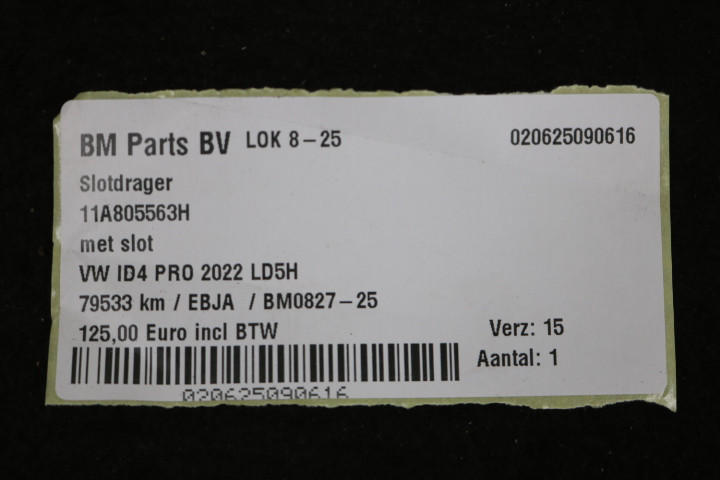 BM Parts BV LOK 8-25 020625090616
Slotdrager
11A805563H
met slot
VW ID4 PRO 2022 LD5H
79533 km / EBJA / BM0827-25
125,00 Euro incl BTW Verz: 15
Aantal: 1
020625090616